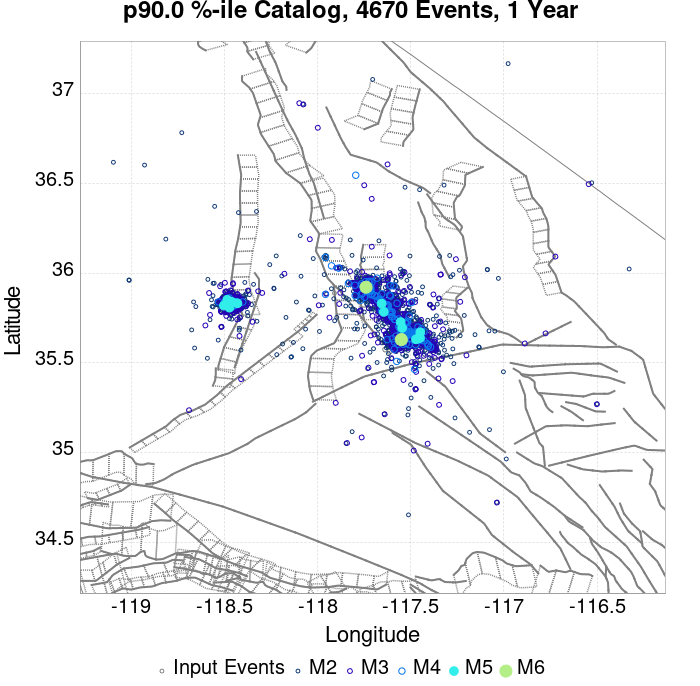 p90.0 %-ile Catalog, 4670 Events, 1 Year
37
36.5
36
35.5
35
34.5
Latitude
-119 -118.5 -118 -117.5 -117 -116.5
Longitude
Input Events M2 M3 M4 M5 M6